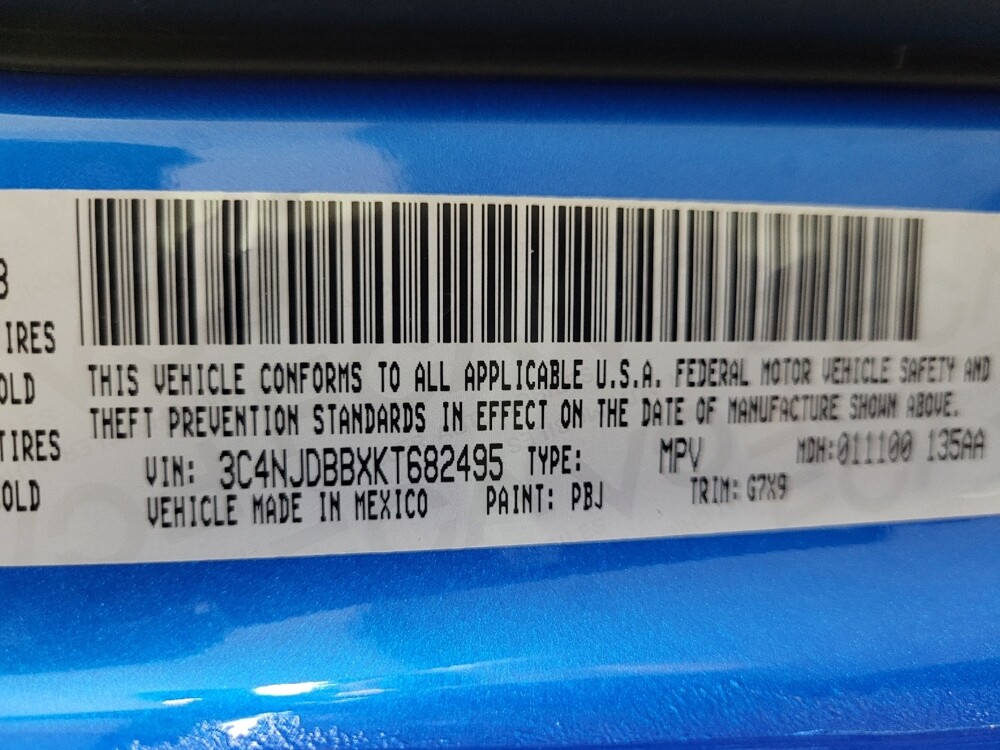 3
IRES
OLD
TIRES
OLD
THIS VEHICLE CONFORMS TO ALL APPLICABLE U.S.A. FEDERAL MOTOR VEHICLE SAFETY AND
THEFT PREVENTION STANDARDS IN EFFECT ON THE DATE OF MANUFACTURE SHOWN ABOVE.
VIN: 3C4NJDBBXKT682495 TYPE: MPV MDH:011100 135AA
VEHICLE MADE IN MEXICO PAINT: PBJ TRIM: G7X9